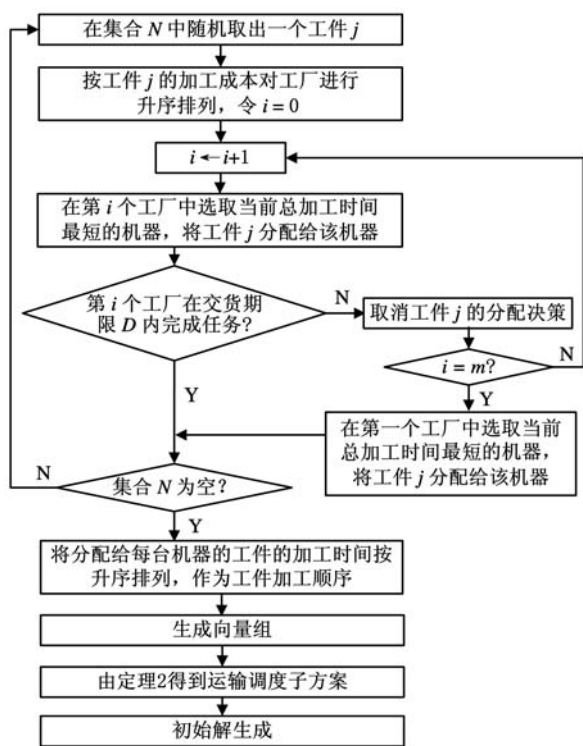 在集合 N 中随机取出一个工件 j
按工件 j 的加工成本对工厂进行
升序排列，令 i = 0
i ←i+1
在第 i 个工厂中选取当前总加工时间
最短的机器，将工件 j 分配给该机器
第 i 个工厂在交货期
限 D 内完成任务?
N
取消工件 j 的分配决策
i = m?
N
Y
Y
在第一个工厂中选取当前
总加工时间最短的机器，
将工件 j 分配给该机器
N
集合 N 为空?
Y
将分配给每台机器的工件的加工时间按
升序排列，作为工件加工顺序
生成向量组
由定理2得到运输调度子方案
初始解生成